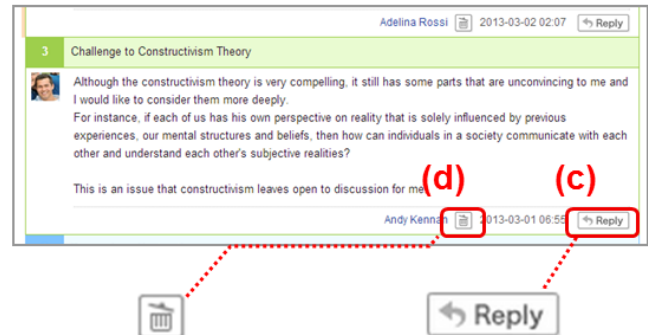 Adelina Rossi 2013-03-02 02:07 Reply
3 Challenge to Constructivism Theory
Although the constructivism theory is very compelling, it still has some parts that are unconvincing to me and
I would like to consider them more deeply.
For instance, if each of us has his own perspective on reality that is solely influenced by previous
experiences, our mental structures and beliefs, then how can individuals in a society communicate with each
other and understand each other's subjective realities?
This is an issue that constructivism leaves open to discussion for me
(d) (c)
Andy Kennan 2013-03-01 06:55 Reply
Reply